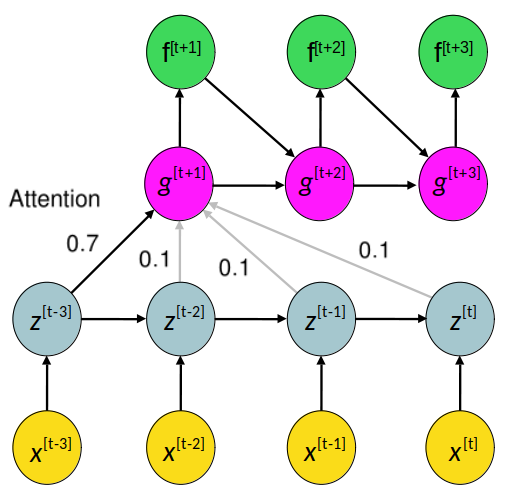 f[t+1] f[t+2] f[t+3]
g[t+1] g[t+2] g[t+3]
Attention
0.7 0.1 0.1 0.1
z[t-3] z[t-2] z[t-1] z[t]
x[t-3] x[t-2] x[t-1] x[t]